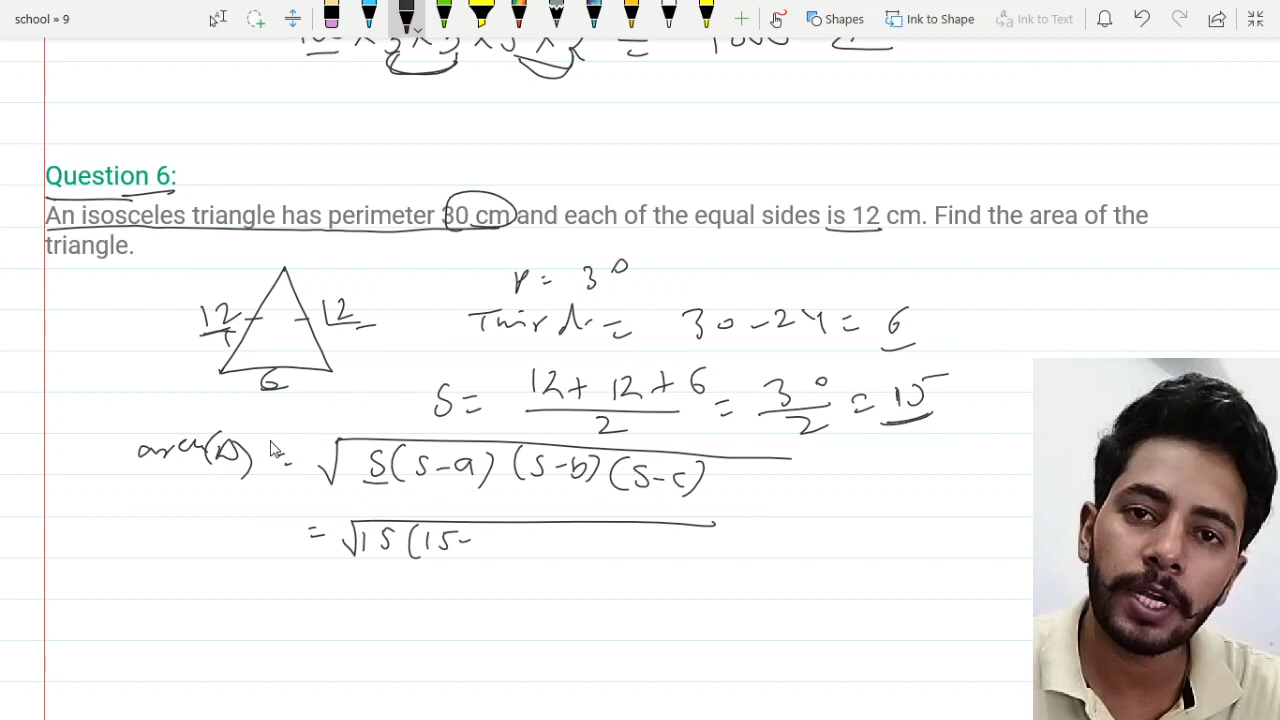 school » 9
Shapes
Ink to Shape
Ink to Text
Question 6:
An isosceles triangle has perimeter 30 cm and each of the equal sides is 12 cm. Find the area of the
triangle.
P = 30
12 12
Third = 30 - 24 = 6
6
S = 12 + 12 + 6 / 2 = 30 / 2 = 15
area(Δ) = √ S(S-a) (S-b) (S-c)
= √15 (15-